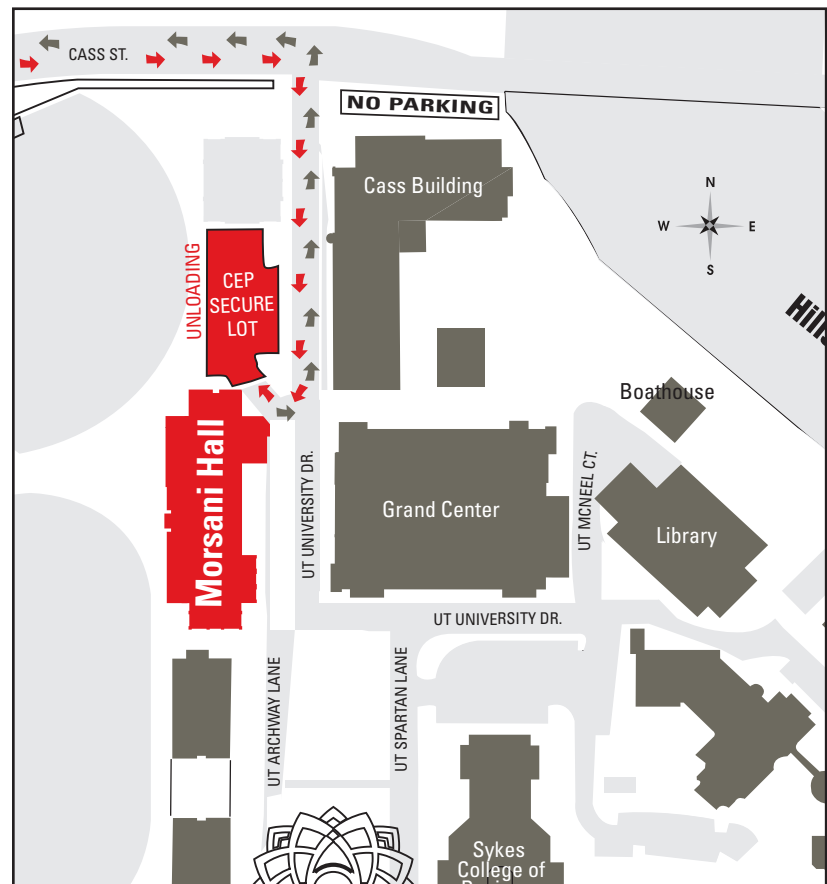 CASS ST.
NO PARKING
Cass Building
N
W
E
S
UNLOADING
CEP
SECURE
LOT
Boathouse
Morsani Hall
UT UNIVERSITY DR.
Grand Center
UT MCNEEL CT.
Library
UT UNIVERSITY DR.
UT ARCHWAY LANE
UT SPARTAN LANE
Sykes
College of